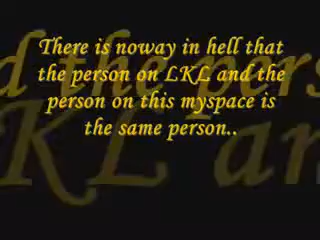 There is noway in hell that
the person on LKL and the
person on this myspace is
the same person..